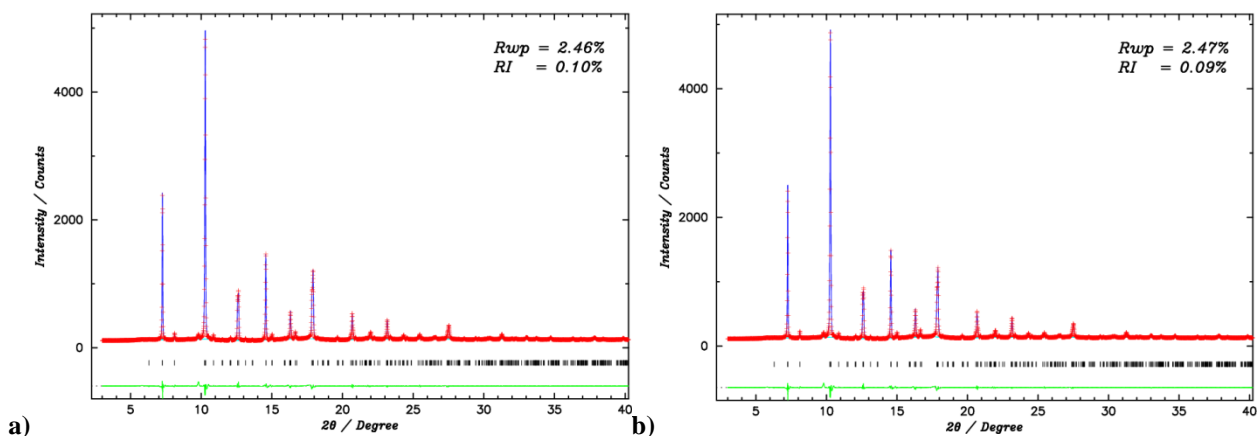 Rwp = 2.46%
RI = 0.10%
4000
2000
0
Intensity / Counts
5 10 15 20 25 30 35 40
2θ / Degree
a)
Rwp = 2.47%
RI = 0.09%
4000
2000
0
Intensity / Counts
5 10 15 20 25 30 35 40
2θ / Degree
b)